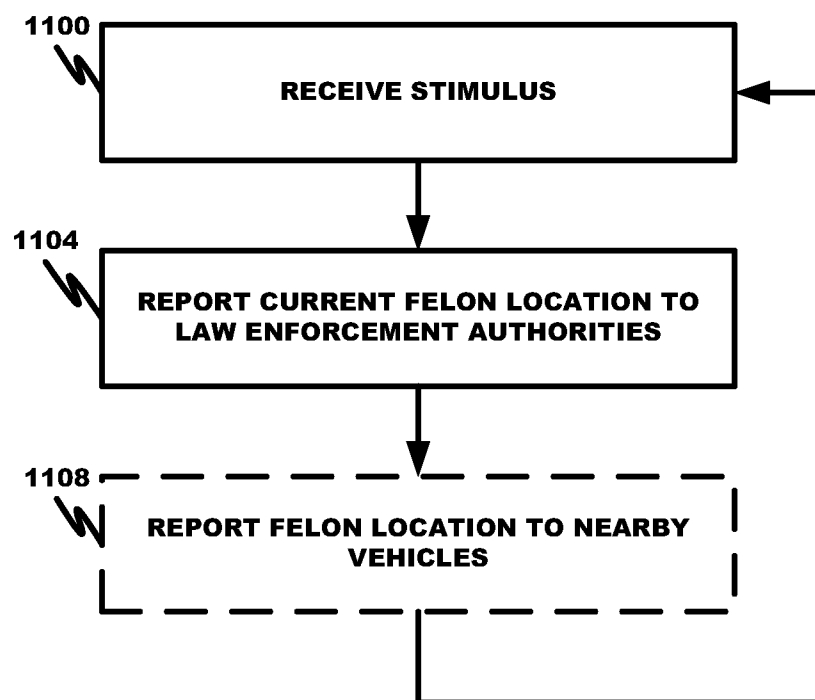 1100
RECEIVE STIMULUS
1104
REPORT CURRENT FELON LOCATION TO
LAW ENFORCEMENT AUTHORITIES
1108
REPORT FELON LOCATION TO NEARBY
VEHICLES